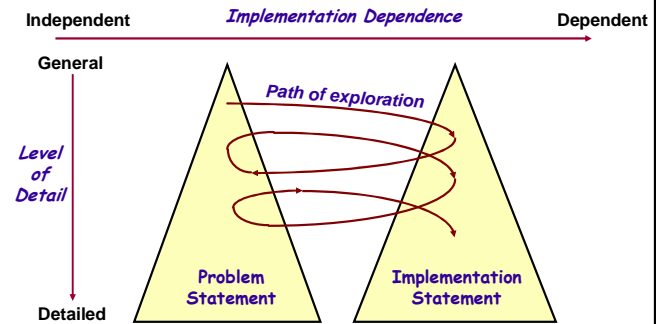 Implementation Dependence
Independent
Dependent
General
Path of exploration
Level
of
Detail
Problem
Statement
Implementation
Statement
Detailed